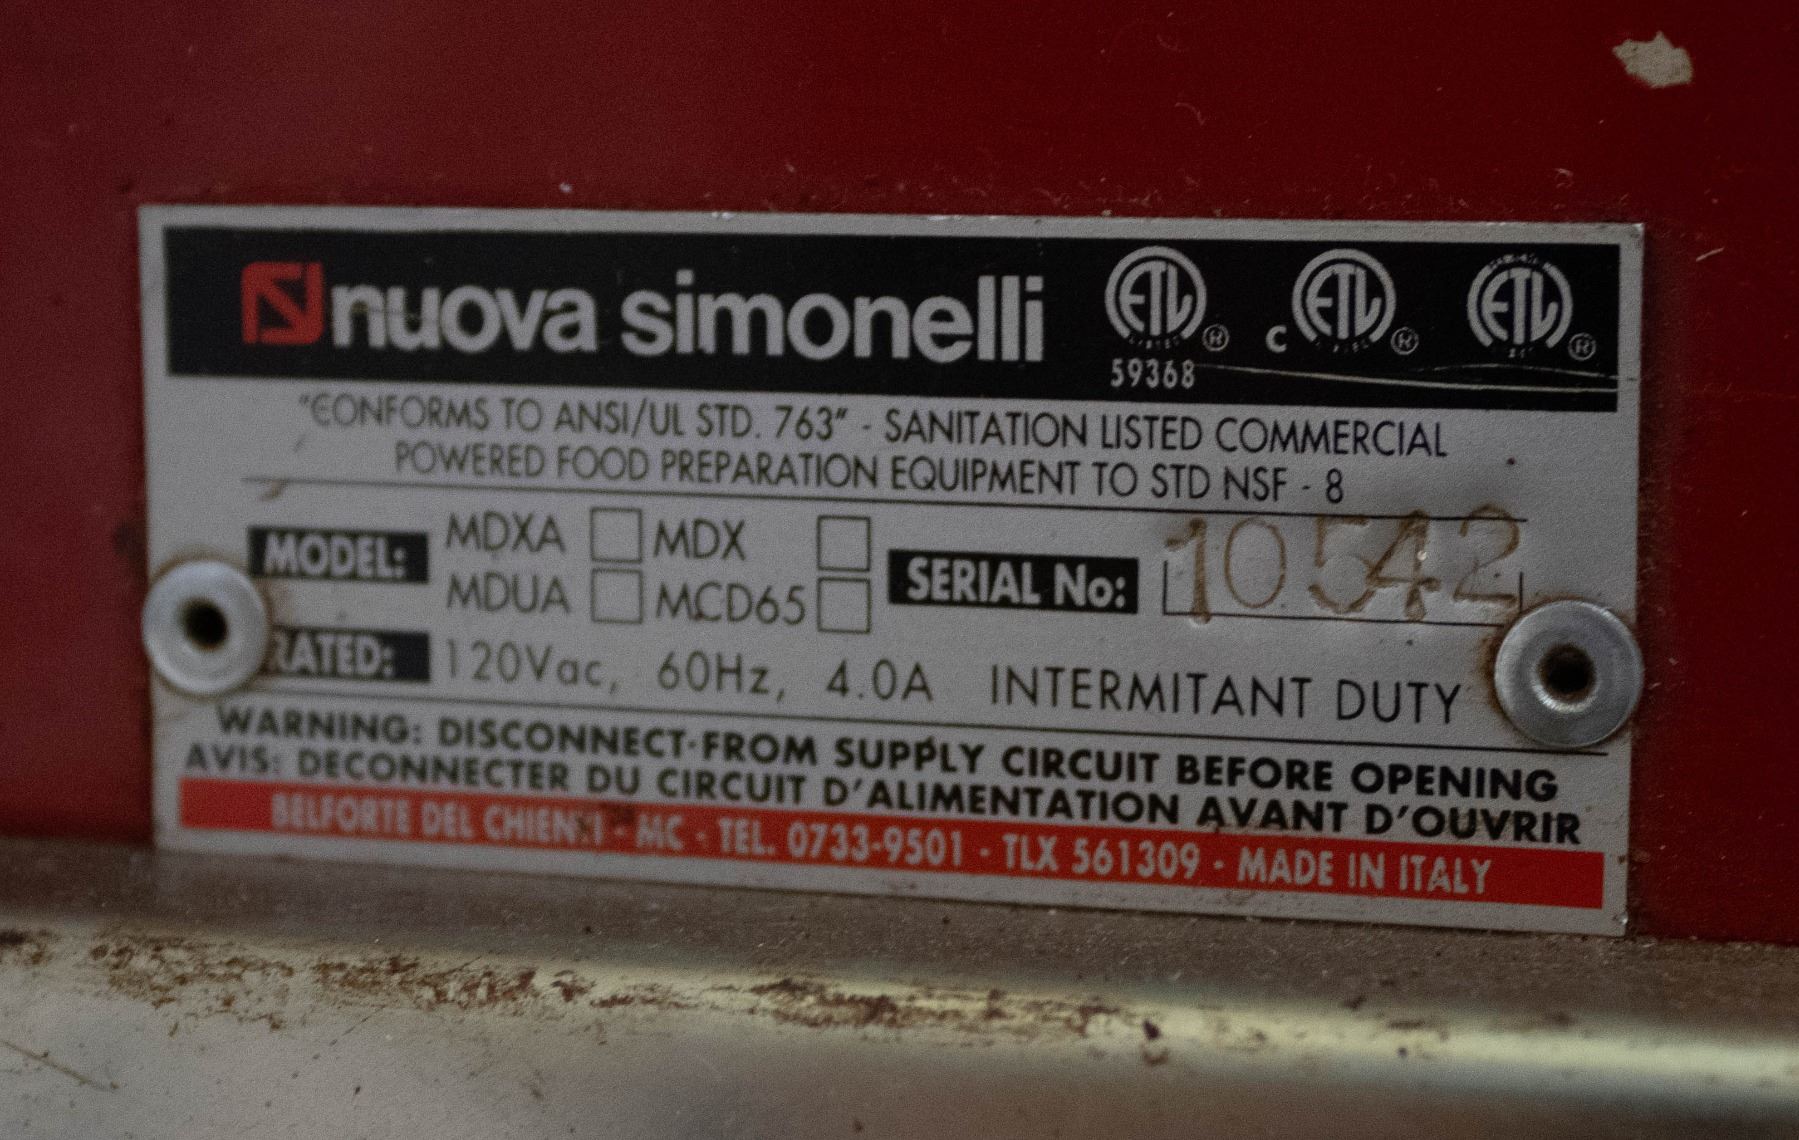 nuova simonelli ETL ® c ETL ® ETL ®
59368
"CONFORMS TO ANSI/UL STD. 763" - SANITATION LISTED COMMERCIAL
POWERED FOOD PREPARATION EQUIPMENT TO STD NSF - 8
MODEL: MDXA MDX
MDUA MCD65
SERIAL No: 10542
RATED: 120Vac, 60Hz, 4.0A INTERMITANT DUTY
WARNING: DISCONNECT FROM SUPPLY CIRCUIT BEFORE OPENING
AVIS: DECONNECTER DU CIRCUIT D'ALIMENTATION AVANT D'OUVRIR
BELFORTE DEL CHIENTI - MC - TEL. 0733-9501 - TLX 561309 - MADE IN ITALY